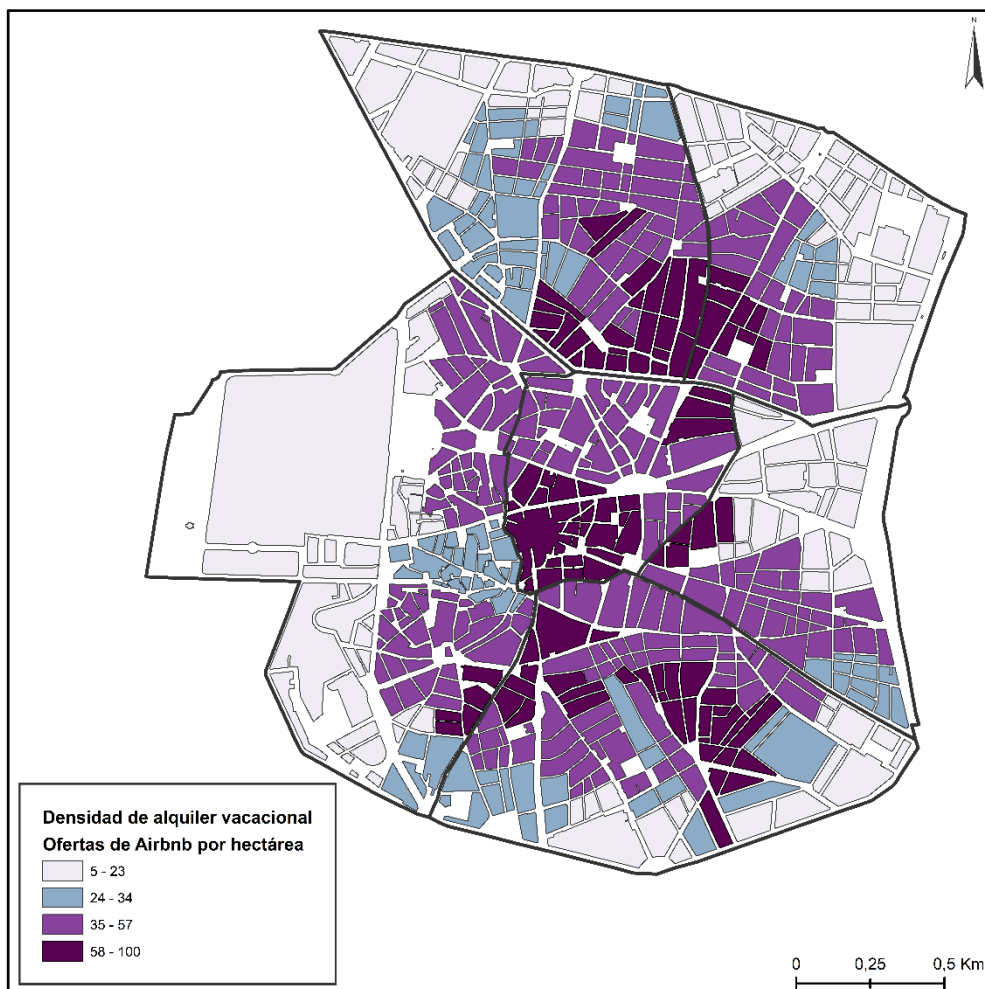 N
Densidad de alquiler vacacional
Ofertas de Airbnb por hectárea
5 - 23
24 - 34
35 - 57
58 - 100
0 0,25 0,5 Km